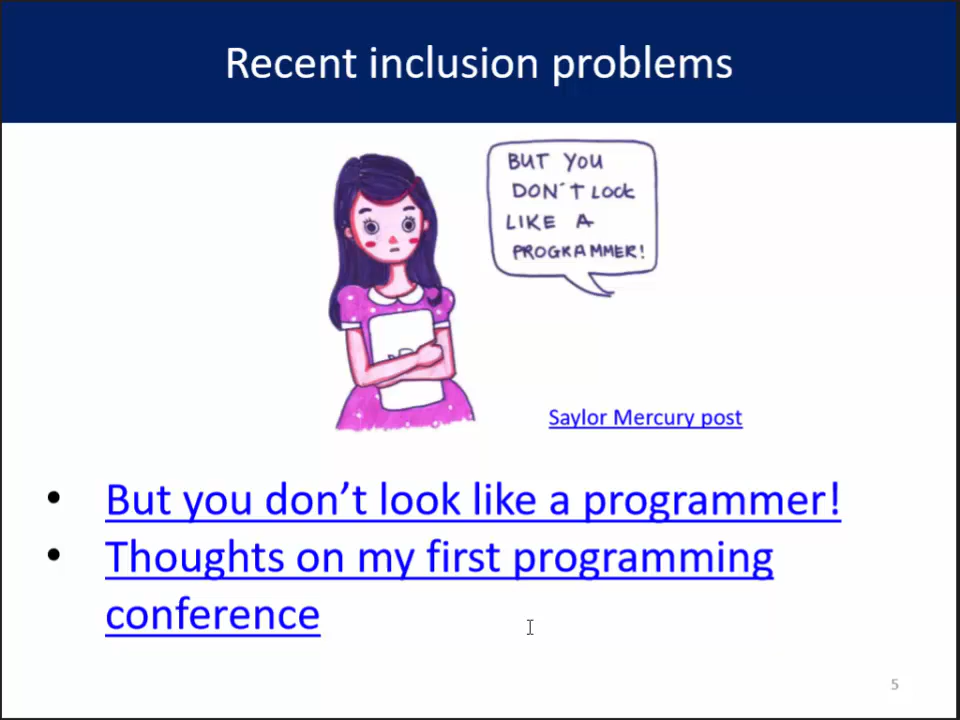 Recent inclusion problems
BUT YOU
DON'T LOOK
LIKE A
PROGRAMMER!
Saylor Mercury post
• But you don’t look like a programmer!
• Thoughts on my first programming
conference
5